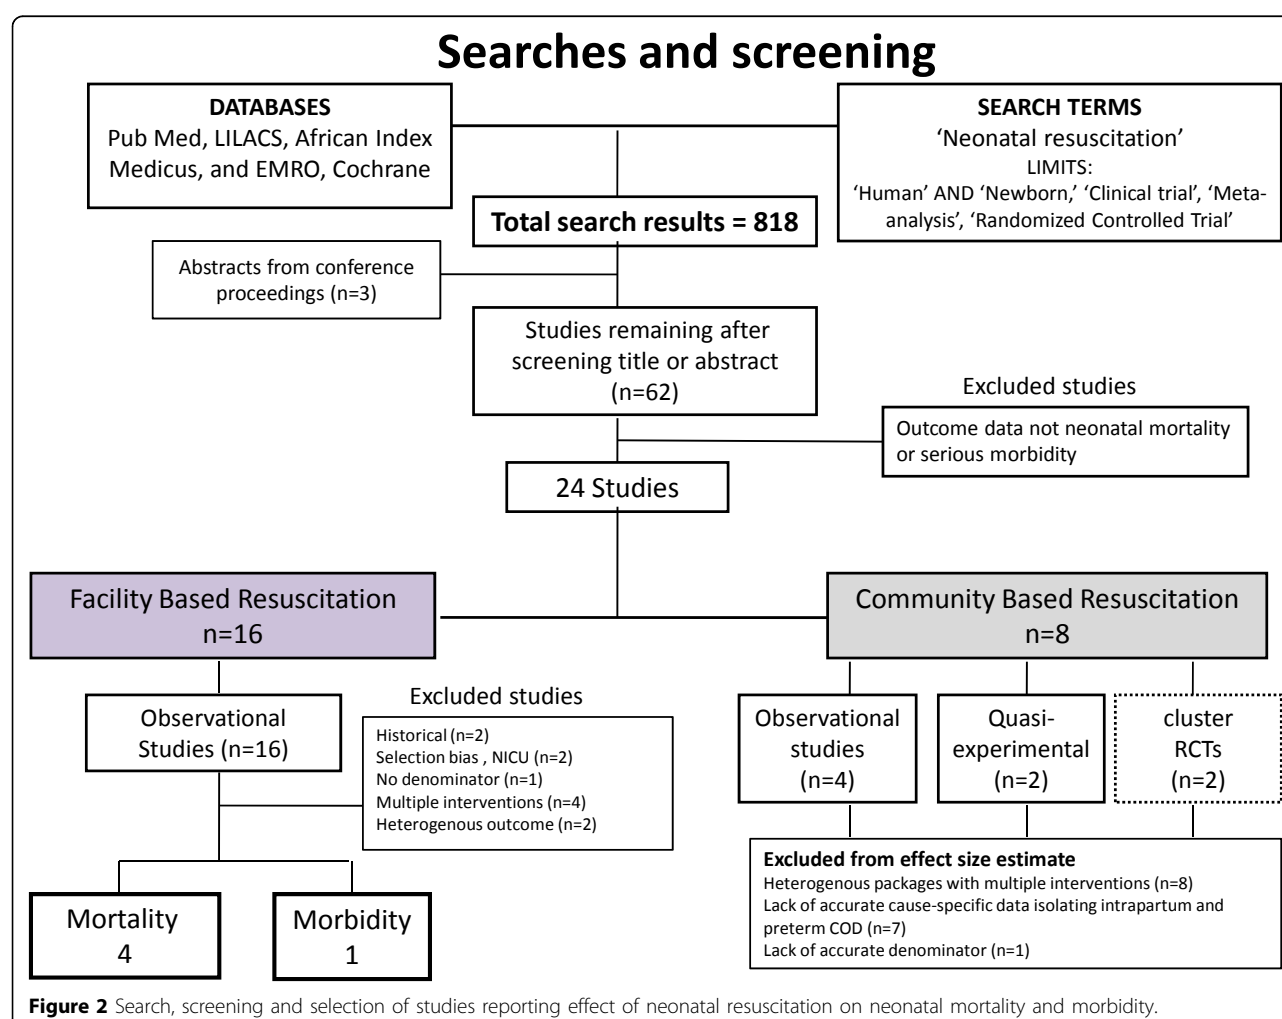 Searches and screening
DATABASES
Pub Med, LILACS, African Index
Medicus, and EMRO, Cochrane
SEARCH TERMS
‘Neonatal resuscitation’
LIMITS:
‘Human’ AND ‘Newborn,’ ‘Clinical trial’, ‘Meta-
analysis’, ‘Randomized Controlled Trial’
Total search results = 818
Abstracts from conference
proceedings (n=3)
Studies remaining after
screening title or abstract
(n=62)
Excluded studies
Outcome data not neonatal mortality
or serious morbidity
24 Studies
Facility Based Resuscitation
n=16
Community Based Resuscitation
n=8
Observational
Studies (n=16)
Excluded studies
Historical (n=2)
Selection bias , NICU (n=2)
No denominator (n=1)
Multiple interventions (n=4)
Heterogenous outcome (n=2)
Observational
studies
(n=4)
Quasi-
experimental
(n=2)
cluster
RCTs
(n=2)
Excluded from effect size estimate
Heterogenous packages with multiple interventions (n=8)
Lack of accurate cause-specific data isolating intrapartum and
preterm COD (n=7)
Lack of accurate denominator (n=1)
Mortality
4
Morbidity
1
Figure 2 Search, screening and selection of studies reporting effect of neonatal resuscitation on neonatal mortality and morbidity.